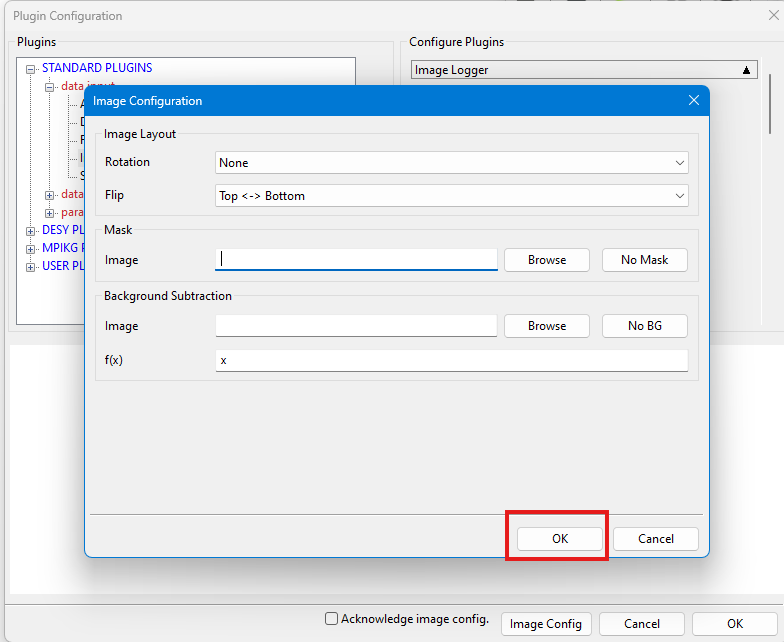 Plugin Configuration
Plugins
Configure Plugins
STANDARD PLUGINS
Image Logger
Image Configuration
Image Layout
Rotation
None
Flip
Top <-> Bottom
data
para
DESY PL
MPIKG
USER PL
Mask
Image
Browse
No Mask
Background Subtraction
Image
Browse
No BG
f(x)
x
OK
Cancel
Acknowledge image config.
Image Config
Cancel
OK